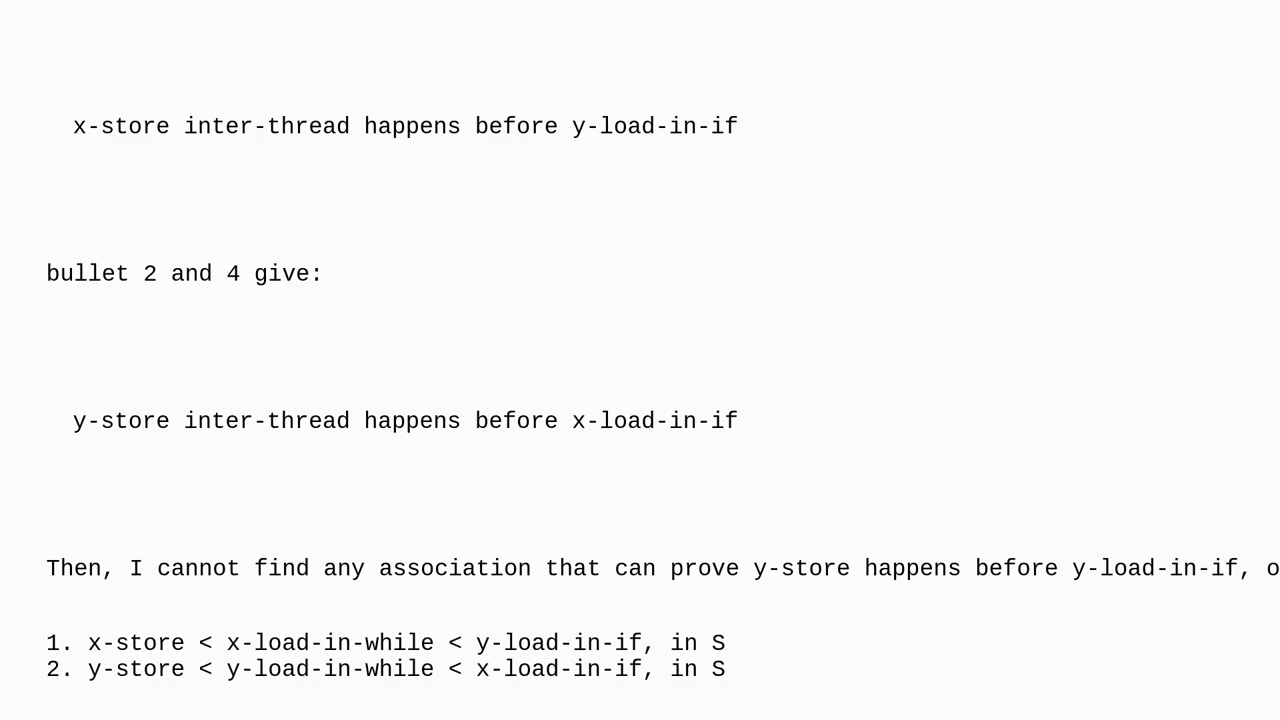 x-store inter-thread happens before y-load-in-if
bullet 2 and 4 give:
y-store inter-thread happens before x-load-in-if
Then, I cannot find any association that can prove y-store happens before y-load-in-if,
1. x-store < x-load-in-while < y-load-in-if, in S
2. y-store < y-load-in-while < x-load-in-if, in S